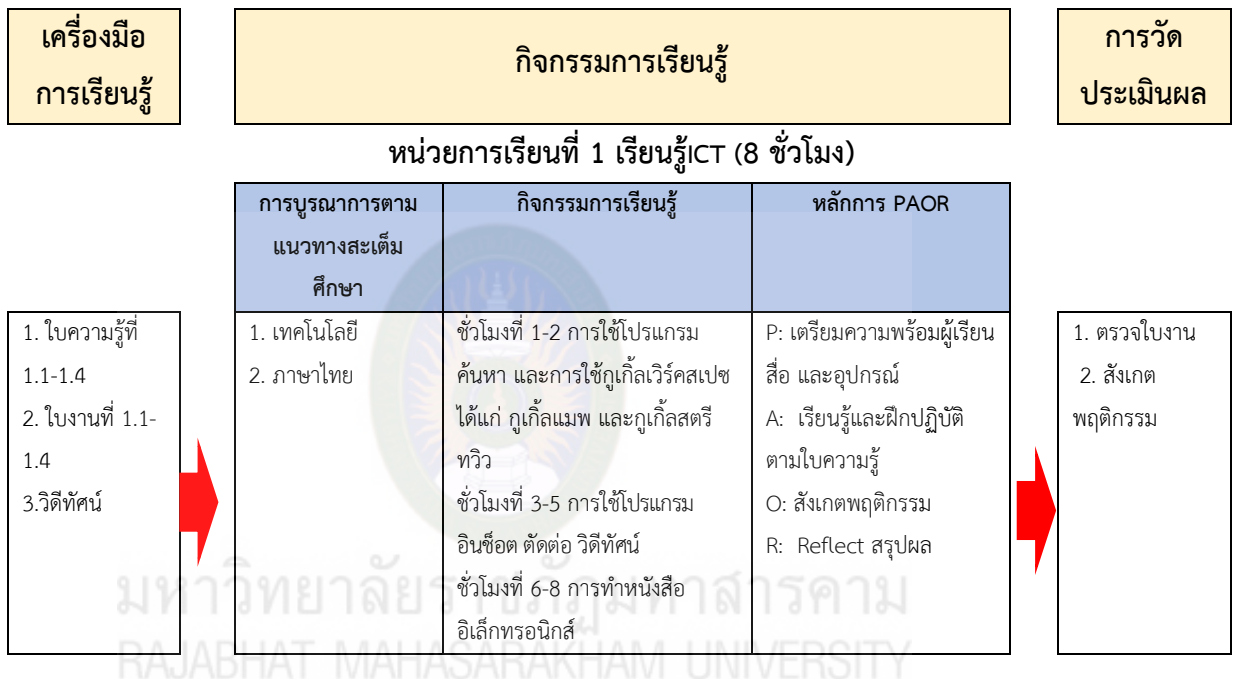 เครื่องมือ
การเรียนรู้
กิจกรรมการเรียนรู้
การวัด
ประเมินผล
หน่วยการเรียนที่ 1 เรียนรู้ICT (8 ชั่วโมง)
การบูรณาการตาม
แนวทางสะเต็ม
ศึกษา
กิจกรรมการเรียนรู้
หลักการ PAOR
1. ใบความรู้ที่
1.1-1.4
2. ใบงานที่ 1.1-
1.4
3.วิดีทัศน์
1. เทคโนโลยี
2. ภาษาไทย
ชั่วโมงที่ 1-2 การใช้โปรแกรม
ค้นหา และการใช้กูเกิ้ลเวิร์คสเปซ
ได้แก่ กูเกิ้ลแมพ และกูเกิ้ลสตรี
ทวิว
ชั่วโมงที่ 3-5 การใช้โปรแกรม
อินช็อต ตัดต่อ วิดีทัศน์
ชั่วโมงที่ 6-8 การทำหนังสือ
อิเล็กทรอนิกส์
P: เตรียมความพร้อมผู้เรียน
สื่อ และอุปกรณ์
A: เรียนรู้และฝึกปฏิบัติ
ตามใบความรู้
O: สังเกตพฤติกรรม
R: Reflect สรุปผล
1. ตรวจใบงาน
2. สังเกต
พฤติกรรม
มหาวิทยาลัยราชภัฏมหาสารคาม
RAJABHAT MAHASARAKHAM UNIVERSITY